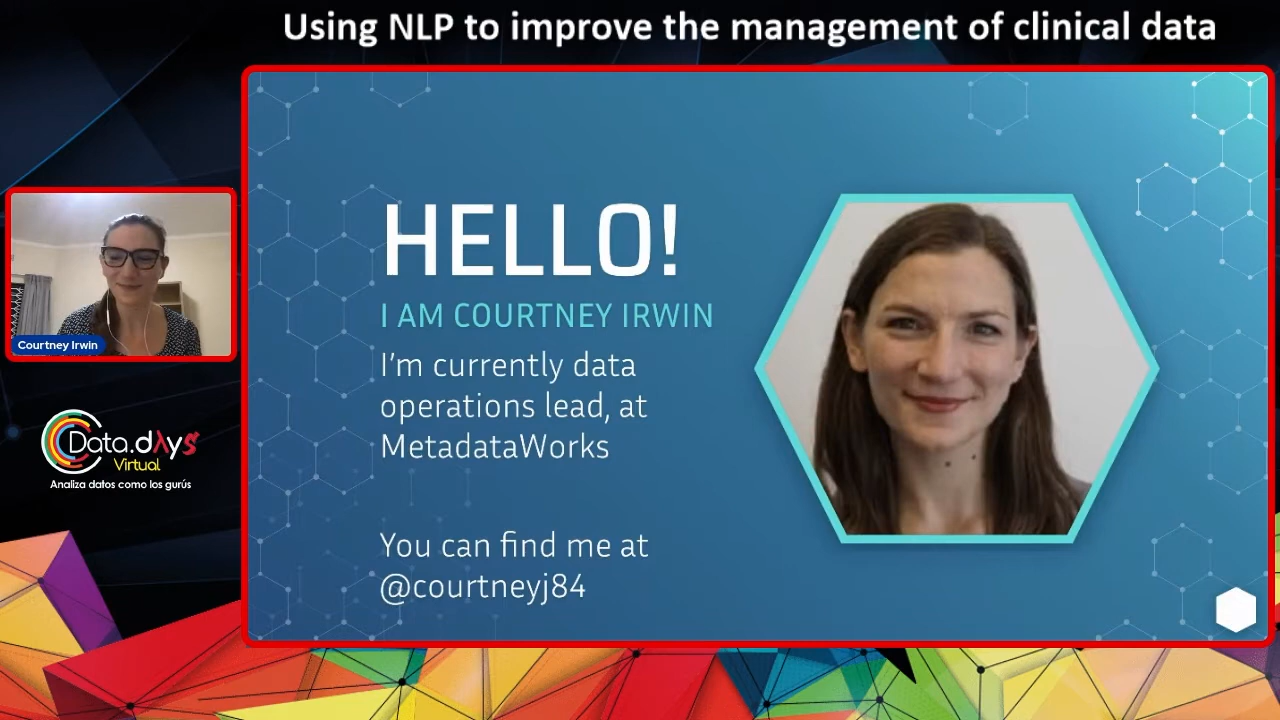 Using NLP to improve the management of clinical data
HELLO!
I AM COURTNEY IRWIN
I'm currently data
operations lead, at
MetadataWorks
You can find me at
@courtneyj84
Courtney Irwin
Data.dAys
Virtual
Analiza datos como los gurús